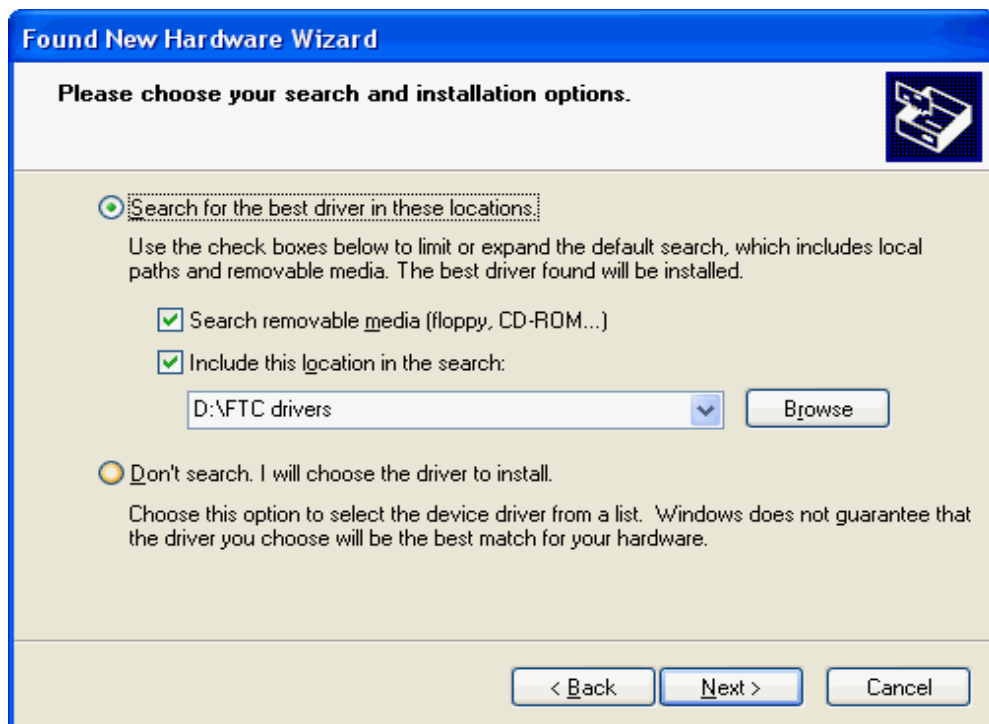 Found New Hardware Wizard
Please choose your search and installation options.
Search for the best driver in these locations.
Use the check boxes below to limit or expand the default search, which includes local
paths and removable media. The best driver found will be installed.
Search removable media (floppy, CD-ROM...)
Include this location in the search:
D:\FTC drivers
Browse
Don't search. I will choose the driver to install.
Choose this option to select the device driver from a list.  Windows does not guarantee that
the driver you choose will be the best match for your hardware.
< Back
Next >
Cancel